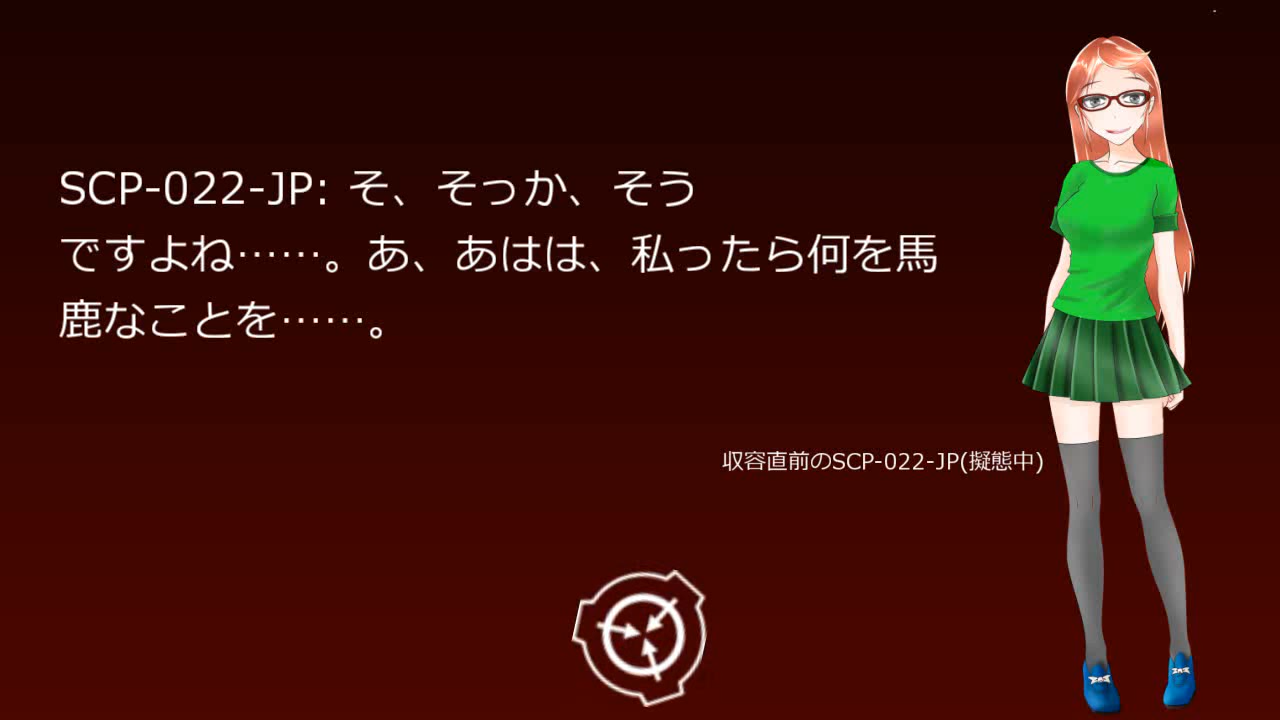 SCP-022-JP: そ、そっか、そう
ですよね……。あ、あはは、私ったら何を馬
鹿なことを……。
収容直前のSCP-022-JP(擬態中)